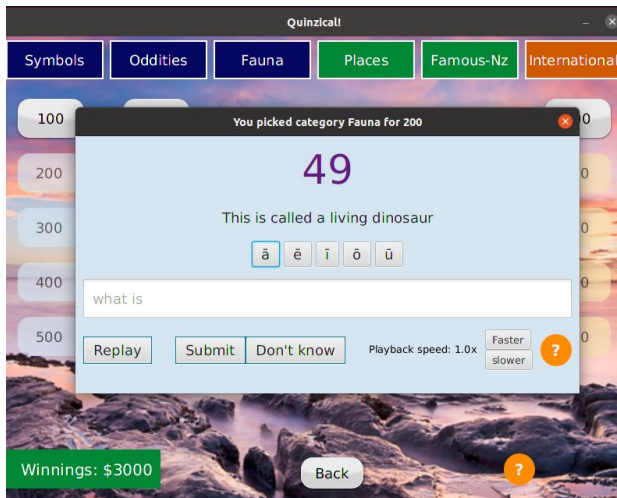 Quinzical!
Symbols Oddities Fauna Places Famous-Nz International
You picked category Fauna for 200
100
49
200
This is called a living dinosaur
300
ā ē ī ō ū
400
what is
500
Replay Submit Don't know Playback speed: 1.0x Faster
slower
?
Winnings: $3000
Back
?